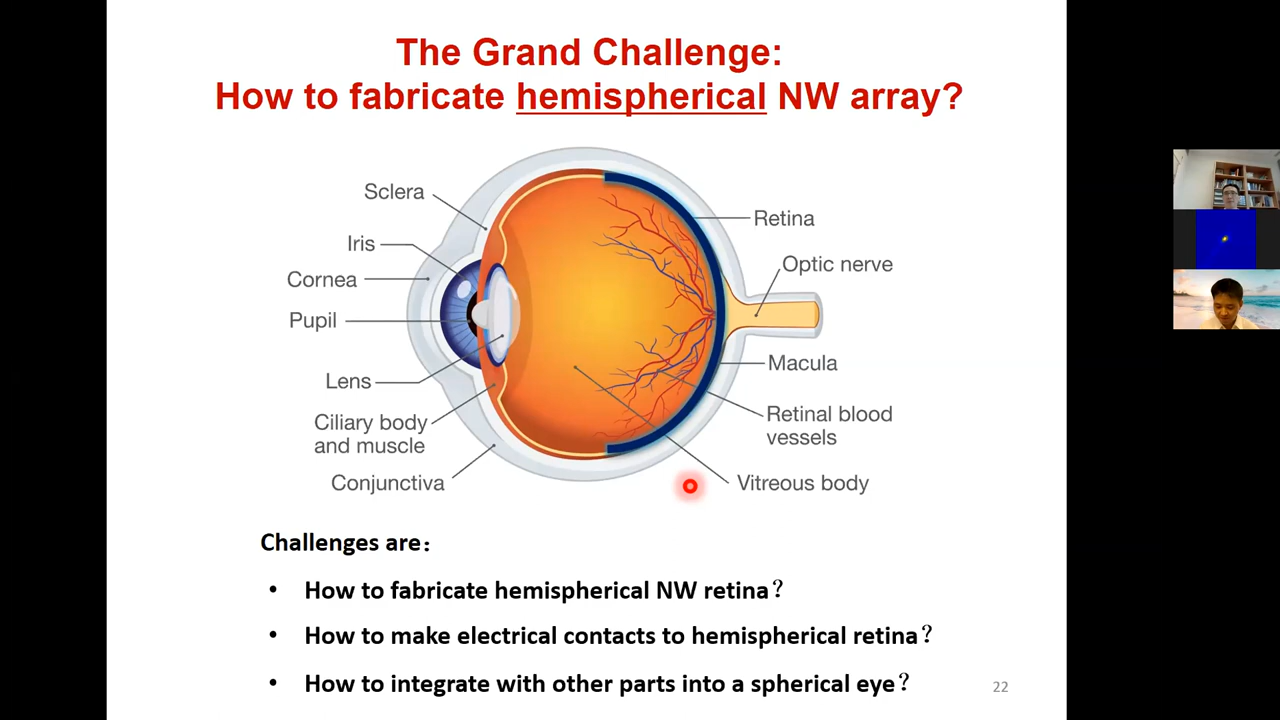 The Grand Challenge:
How to fabricate hemispherical NW array?
Sclera
Iris
Cornea
Pupil
Lens
Ciliary body
and muscle
Conjunctiva
Retina
Optic nerve
Macula
Retinal blood
vessels
Vitreous body
Challenges are：
• How to fabricate hemispherical NW retina？
• How to make electrical contacts to hemispherical retina？
• How to integrate with other parts into a spherical eye？
22